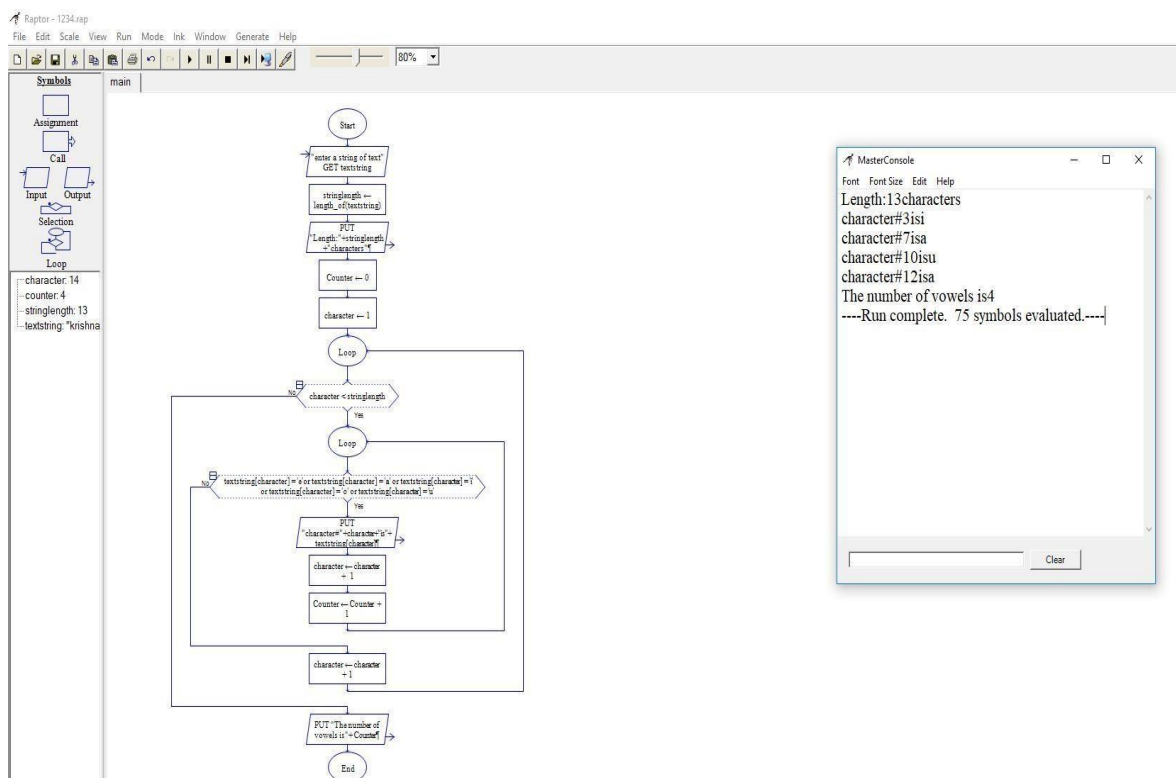 Raptor - 1234.rap
File Edit Scale View Run Mode Ink Window Generate Help
80%
Symbols
main
Assignment
Call
Input Output
Selection
Loop
character: 14
counter: 4
stringlength: 13
textstring: "krishna
Start
"enter a string of text"
GET textstring
stringlength ←
length_of(textstring)
PUT
"Length:"+stringlength
+"characters"¶
Counter ← 0
character ← 1
Loop
No
character < stringlength
Yes
Loop
No
textstring[character] = 'e' or textstring[character] = 'a' or textstring[character] = 'i'
or textstring[character] = 'o' or textstring[character] = 'u'
Yes
PUT
"character#"+character+"is"+
textstring[character]¶
character ← character
+ 1
Counter ← Counter +
1
character ← character
+ 1
PUT "The number of
vowels is"+Counter¶
End
MasterConsole
Font Font Size Edit Help
Length:13characters
character#3isi
character#7isa
character#10isu
character#12isa
The number of vowels is4
----Run complete. 75 symbols evaluated.----
Clear